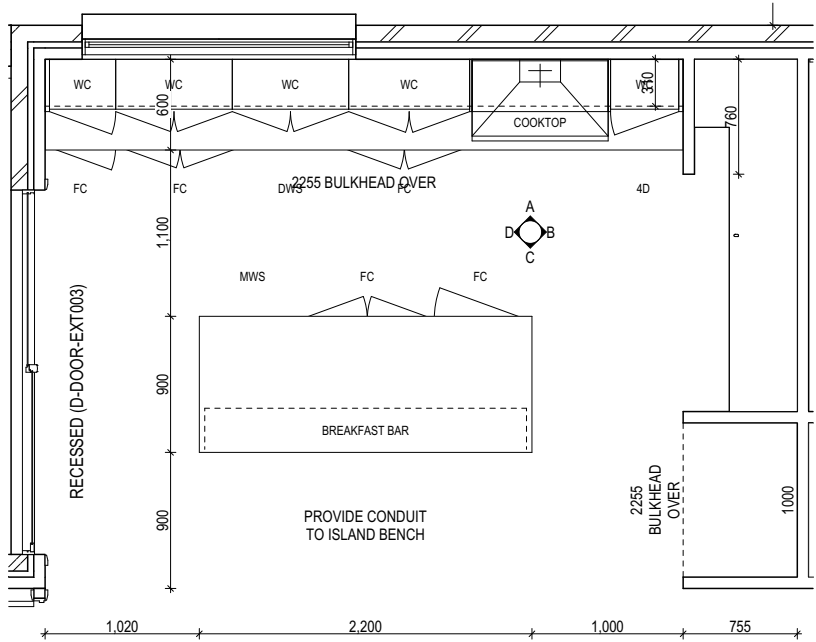 WC
WC
WC
WC
WC
350
600
COOKTOP
760
FC
FC
DWS
FC
4D
2255 BULKHEAD OVER
A
D
B
C
1,100
MWS
FC
FC
RECESSED (D-DOOR-EXT003)
900
BREAKFAST BAR
900
PROVIDE CONDUIT
TO ISLAND BENCH
2255
BULKHEAD
OVER
1000
1,020
2,200
1,000
755